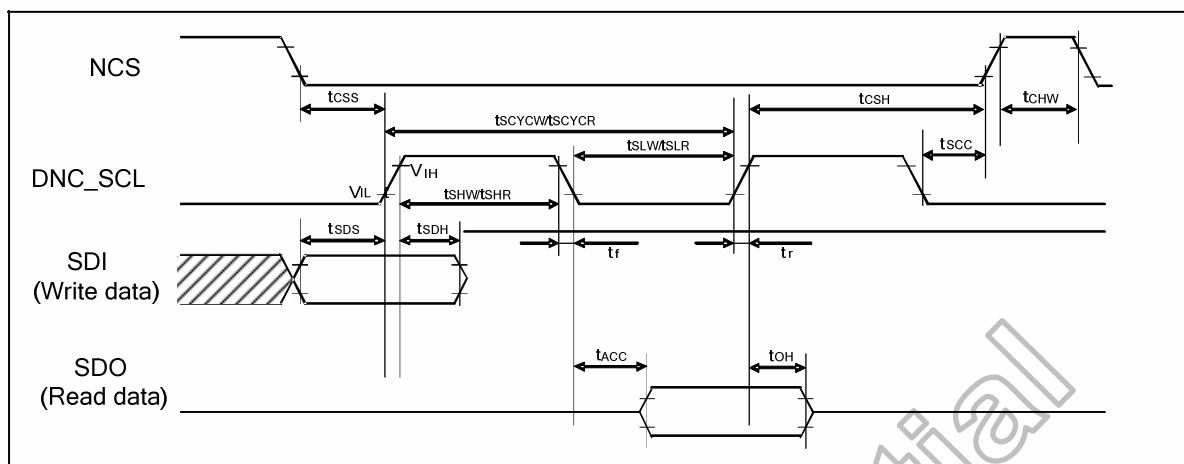 NCS
tCSS
tCSH
tCHW
tSCYCW/tSCYCR
tSLW/tSLR
tSCC
DNC_SCL
VIL
VIH
tSHW/tSHR
tSDS
tSDH
tf
tr
SDI
(Write data)
SDO
(Read data)
tACC
tOH
tial